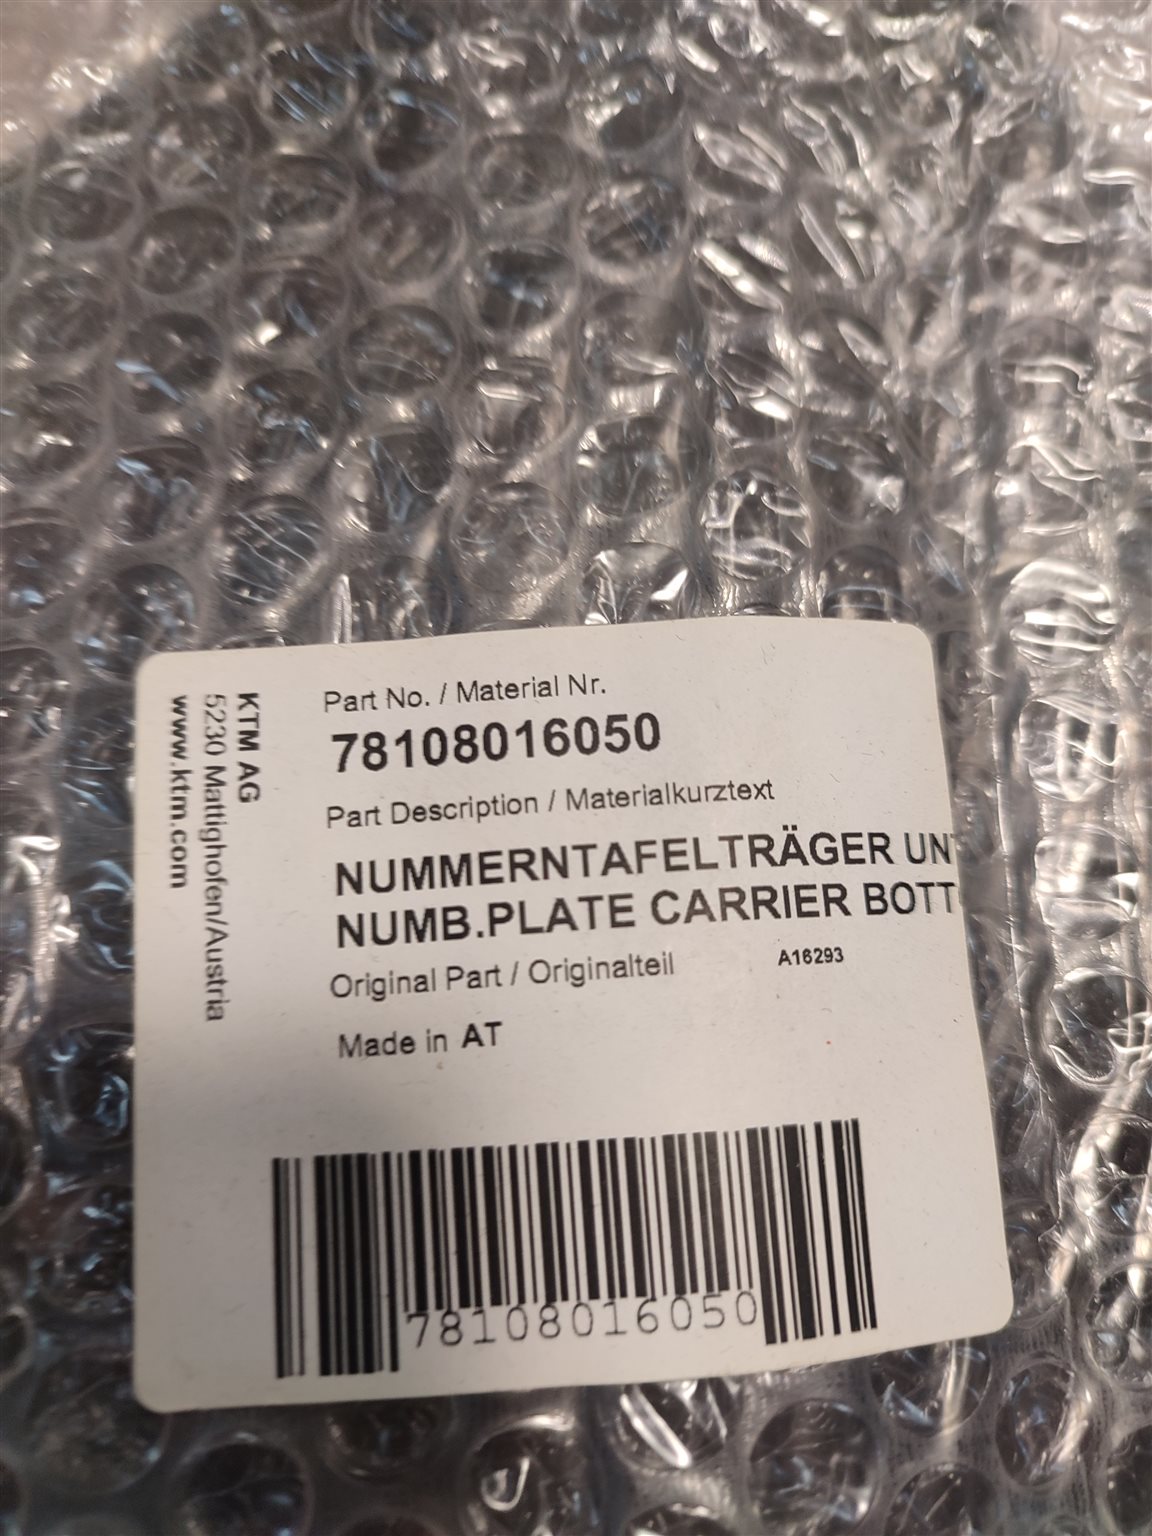 KTM AG
5230 Mattighofen/Austria
www.ktm.com
Part No. / Material Nr.
78108016050
Part Description / Materialkurztext
NUMMERNTAFELTRÄGER UNT
NUMB.PLATE CARRIER BOTT
Original Part / Originalteil
A16293
Made in AT
78108016050